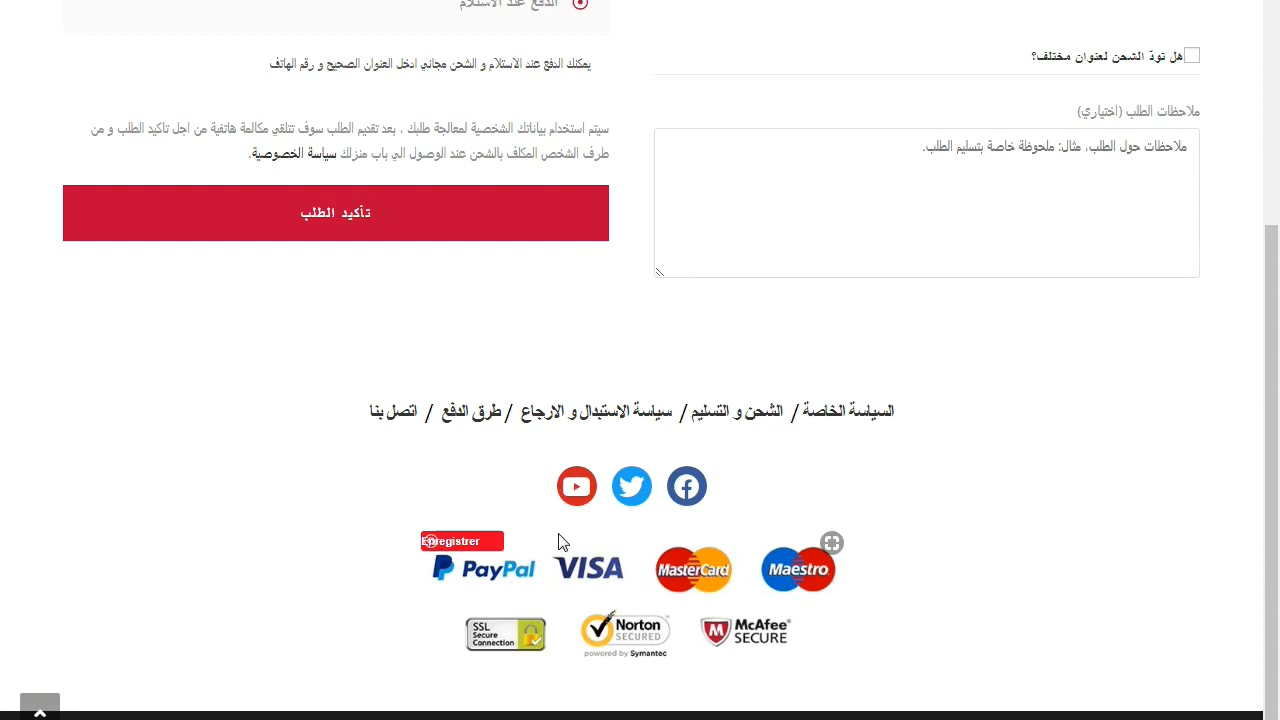 الدفع عند الاستلام
يمكنك الدفع عند الاستلام و الشحن مجاني ادخل العنوان الصحيح و رقم الهاتف
هل تودّ الشحن لعنوان مختلف؟
ملاحظات الطلب (اختياري)
ملاحظات حول الطلب، مثال: ملحوظة خاصة بتسليم الطلب.
سيتم استخدام بياناتك الشخصية لمعالجة طلبك ، بعد تقديم الطلب سوف تتلقي مكالمة هاتفية من اجل تاكيد الطلب و من
طرف الشخص المكلف بالشحن عند الوصول الي باب منزلك سياسة الخصوصية.
تأكيد الطلب
السياسة الخاصة / الشحن و التسليم / سياسة الاستبدال و الارجاع / طرق الدفع / اتصل بنا
Enregistrer
PayPal VISA MasterCard Maestro
SSL
Secure
Connection
Norton
SECURED
powered by Symantec
McAfee
SECURE